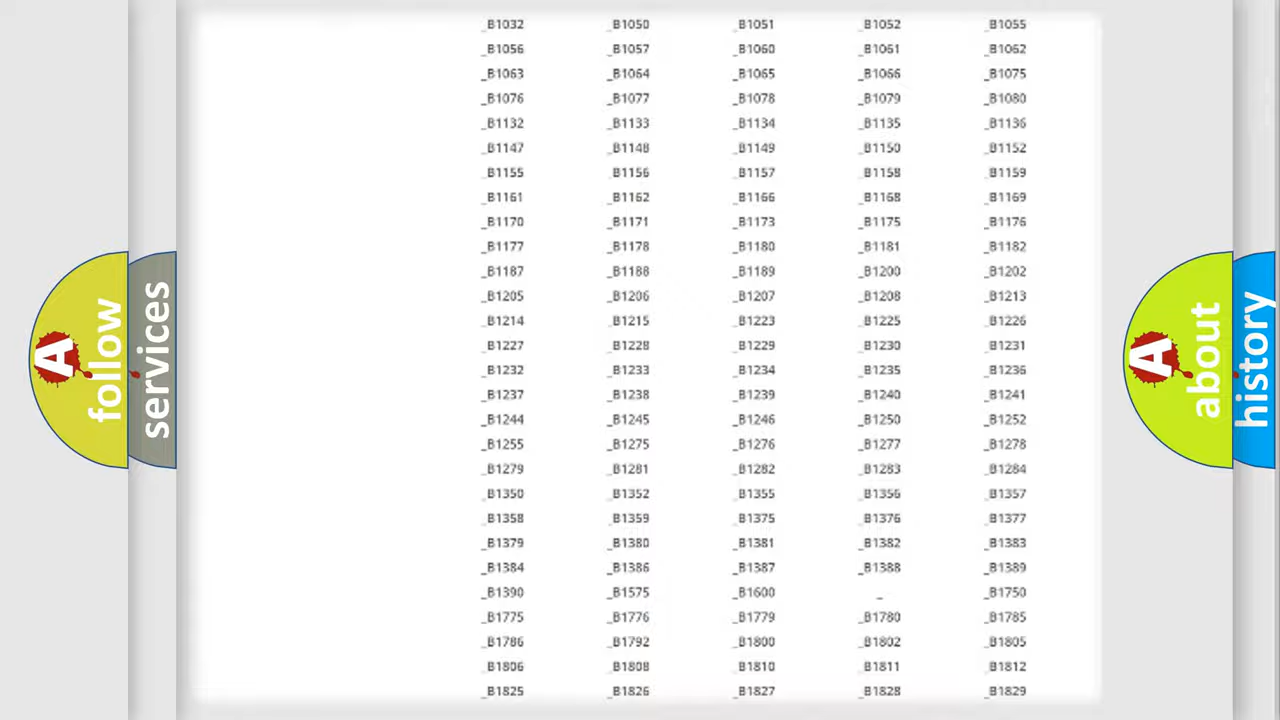 _B1032 _B1050 _B1051 _B1052 _B1055
_B1056 _B1057 _B1060 _B1061 _B1062
_B1063 _B1064 _B1065 _B1066 _B1075
_B1076 _B1077 _B1078 _B1079 _B1080
_B1132 _B1133 _B1134 _B1135 _B1136
_B1147 _B1148 _B1149 _B1150 _B1152
_B1155 _B1156 _B1157 _B1158 _B1159
_B1161 _B1162 _B1166 _B1168 _B1169
_B1170 _B1171 _B1173 _B1175 _B1176
_B1177 _B1178 _B1180 _B1181 _B1182
_B1187 _B1188 _B1189 _B1200 _B1202
_B1205 _B1206 _B1207 _B1208 _B1213
_B1214 _B1215 _B1223 _B1225 _B1226
_B1227 _B1228 _B1229 _B1230 _B1231
_B1232 _B1233 _B1234 _B1235 _B1236
_B1237 _B1238 _B1239 _B1240 _B1241
_B1244 _B1245 _B1246 _B1250 _B1252
_B1255 _B1275 _B1276 _B1277 _B1278
_B1279 _B1281 _B1282 _B1283 _B1284
_B1350 _B1352 _B1355 _B1356 _B1357
_B1358 _B1359 _B1375 _B1376 _B1377
_B1379 _B1380 _B1381 _B1382 _B1383
_B1384 _B1386 _B1387 _B1388 _B1389
_B1390 _B1575 _B1600 _ _B1750
_B1775 _B1776 _B1779 _B1780 _B1785
_B1786 _B1792 _B1800 _B1802 _B1805
_B1806 _B1808 _B1810 _B1811 _B1812
_B1825 _B1826 _B1827 _B1828 _B1829
A follow
services
A about
history